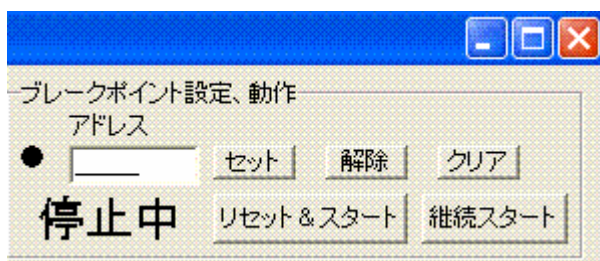 ブレークポイント設定、動作
アドレス
____ セット 解除 クリア
停止中 リセット&スタート 継続スタート